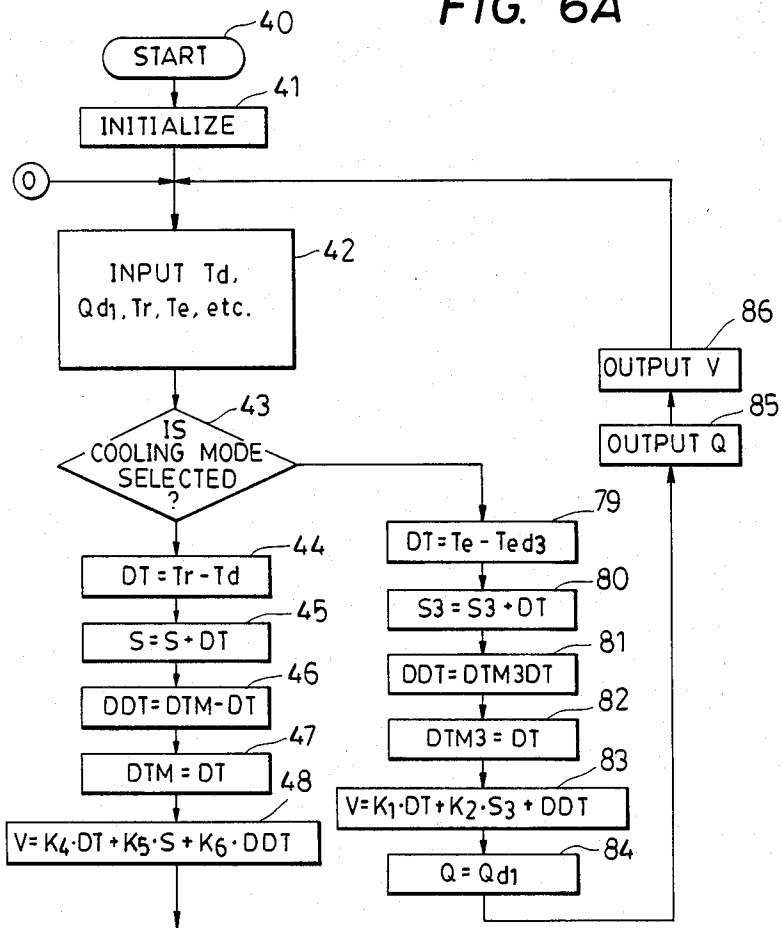 FIG. 6A
40
START
41
INITIALIZE
O
42
INPUT Td,
Qd1, Tr, Te, etc.
43
IS
COOLING MODE
SELECTED
?
44
DT=Tr-Td
45
S=S+DT
46
DDT=DTM-DT
47
DTM=DT
48
V=K4·DT+K5·S+K6·DDT
79
DT=Te-Ted3
80
S3=S3+DT
81
DDT=DTM3DT
82
DTM3=DT
83
V=K1·DT+K2·S3+DDT
84
Q=Qd1
86
OUTPUT V
85
OUTPUT Q